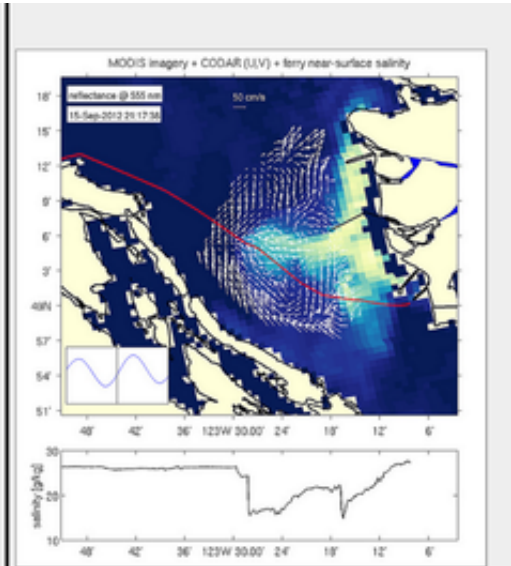 MODIS imagery + CODAR (U,V) + ferry near-surface salinity
reflectance @ 555 nm
15-Sep-2012 21:17:38
50 cm/s
18'
15'
12'
9'
6'
3'
49N
57'
54'
51'
48' 42' 36' 123W 30.00' 24' 18' 12' 6'
salinity [g/kg]
30
20
10
48' 42' 36' 123W 30.00' 24' 18' 12' 6'